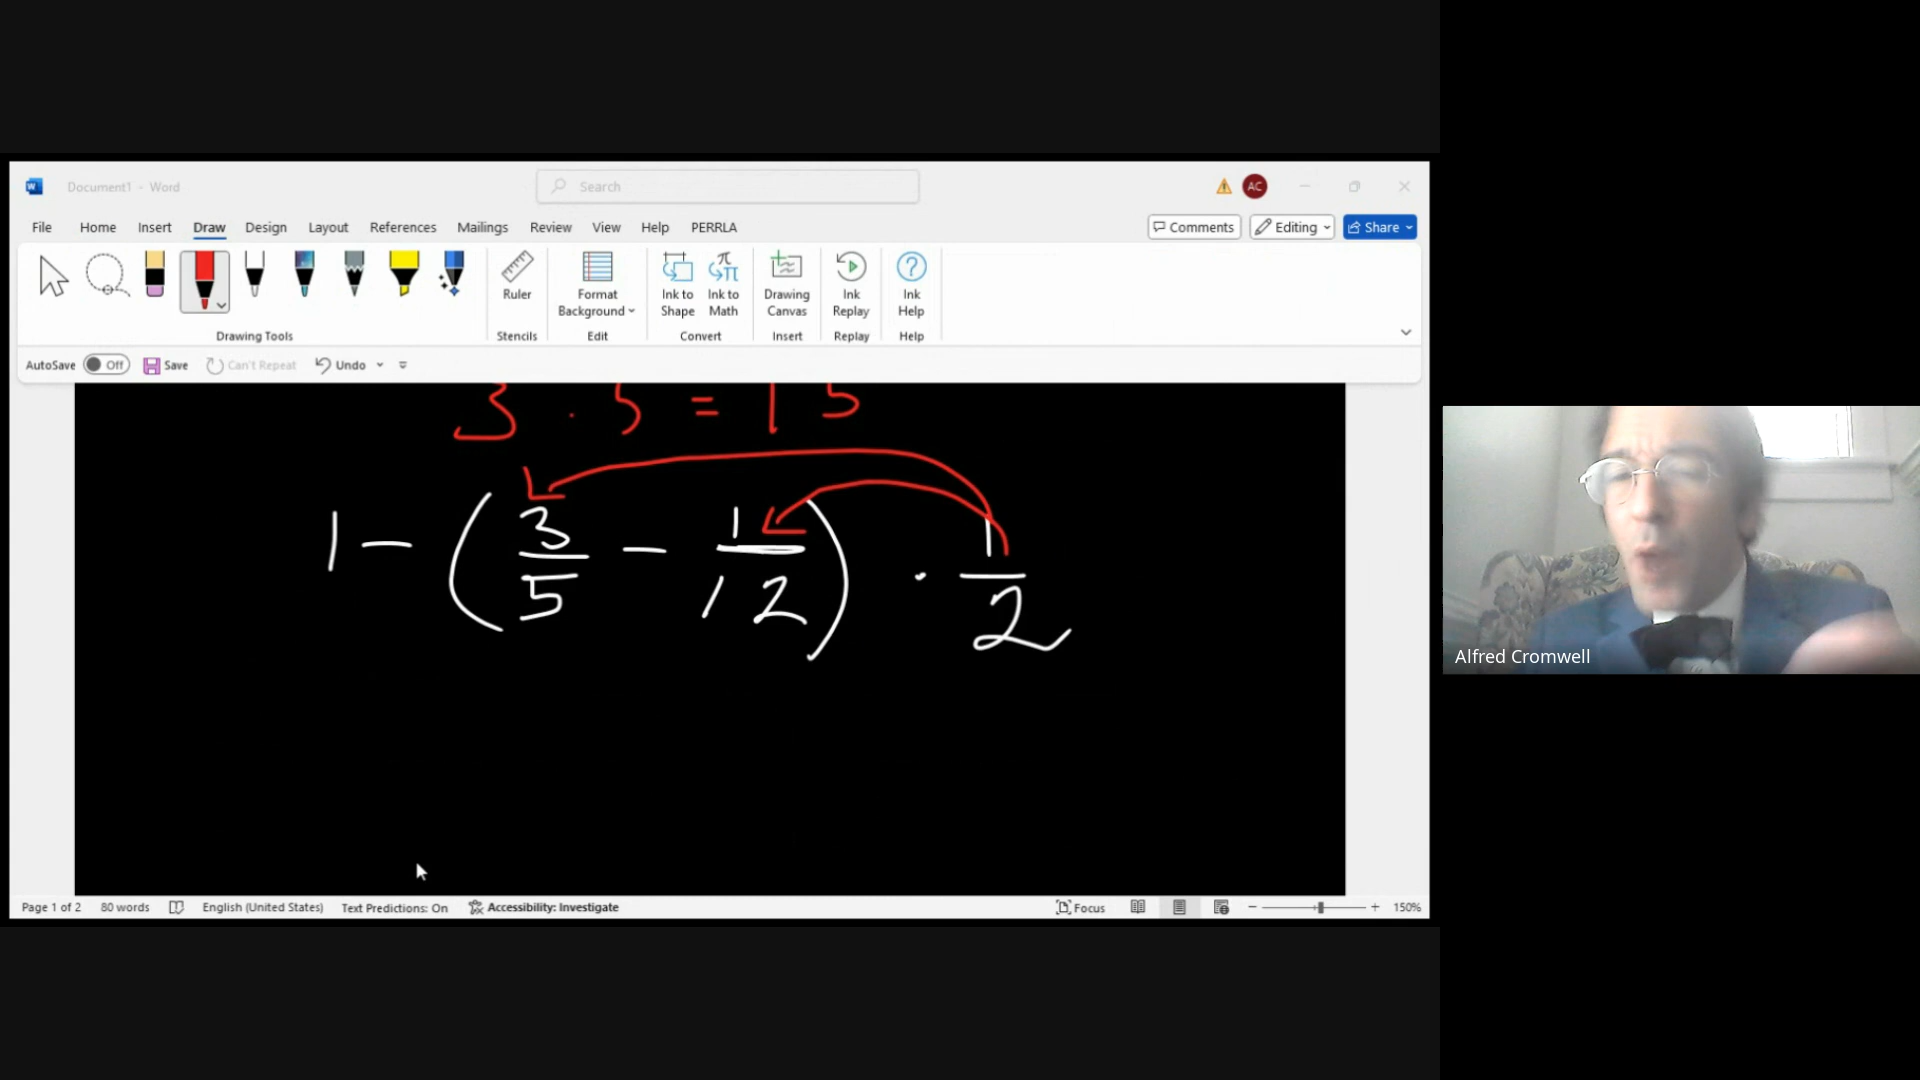 Document1 - Word
Search
AC
File Home Insert Draw Design Layout References Mailings Review View Help PERRLA
Comments Editing Share
Ruler
Format Background
Ink to Shape
Ink to Math
Drawing Canvas
Ink Replay
Ink Help
Drawing Tools Stencils Edit Convert Insert Replay Help
AutoSave Off Save Can't Repeat Undo
3 · 5 = 15
1 - (3/5 - 1/12) · 1/2
Alfred Cromwell
Page 1 of 2 80 words English (United States) Text Predictions: On Accessibility: Investigate Focus 150%